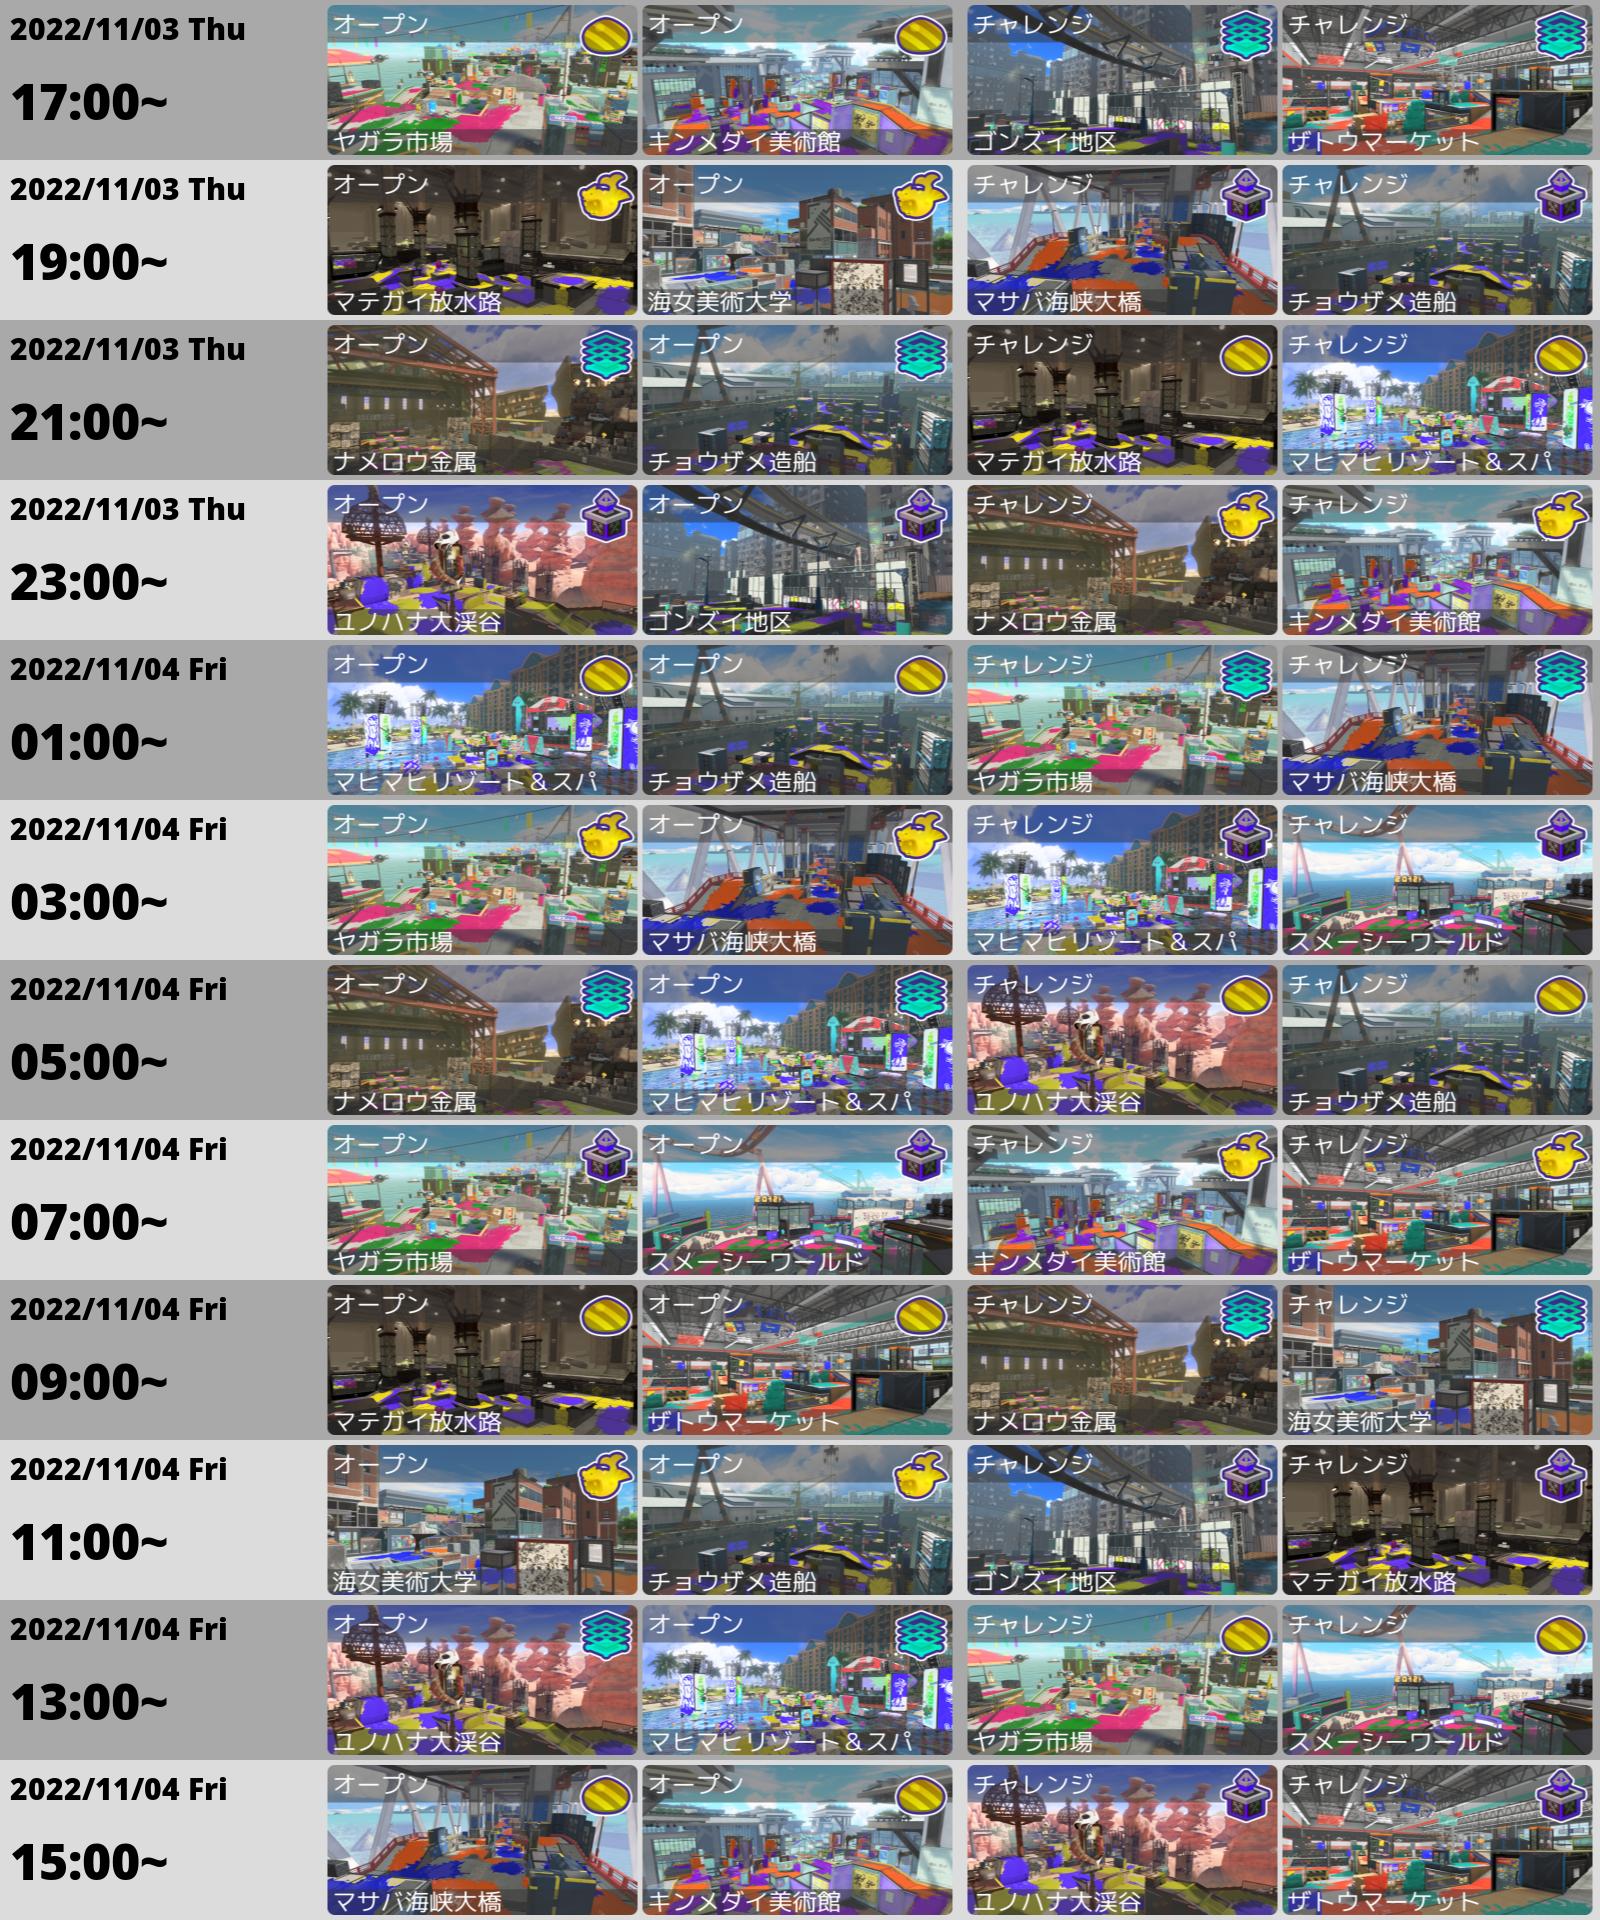 2022/11/03 Thu
17:00~
オープン
ヤガラ市場
オープン
キンメダイ美術館
チャレンジ
ゴンズイ地区
チャレンジ
ザトウマーケット
2022/11/03 Thu
19:00~
オープン
マテガイ放水路
オープン
海女美術大学
チャレンジ
マサバ海峡大橋
チャレンジ
チョウザメ造船
2022/11/03 Thu
21:00~
オープン
ナメロウ金属
オープン
チョウザメ造船
チャレンジ
マテガイ放水路
チャレンジ
マヒマヒリゾート＆スパ
2022/11/03 Thu
23:00~
オープン
ユノハナ大渓谷
オープン
ゴンズイ地区
チャレンジ
ナメロウ金属
チャレンジ
キンメダイ美術館
2022/11/04 Fri
01:00~
オープン
マヒマヒリゾート＆スパ
オープン
チョウザメ造船
チャレンジ
ヤガラ市場
チャレンジ
マサバ海峡大橋
2022/11/04 Fri
03:00~
オープン
ヤガラ市場
オープン
マサバ海峡大橋
チャレンジ
マヒマヒリゾート＆スパ
チャレンジ
スメーシーワールド
2022/11/04 Fri
05:00~
オープン
ナメロウ金属
オープン
マヒマヒリゾート＆スパ
チャレンジ
ユノハナ大渓谷
チャレンジ
チョウザメ造船
2022/11/04 Fri
07:00~
オープン
ヤガラ市場
オープン
スメーシーワールド
チャレンジ
キンメダイ美術館
チャレンジ
ザトウマーケット
2022/11/04 Fri
09:00~
オープン
マテガイ放水路
オープン
ザトウマーケット
チャレンジ
ナメロウ金属
チャレンジ
海女美術大学
2022/11/04 Fri
11:00~
オープン
海女美術大学
オープン
チョウザメ造船
チャレンジ
ゴンズイ地区
チャレンジ
マテガイ放水路
2022/11/04 Fri
13:00~
オープン
ユノハナ大渓谷
オープン
マヒマヒリゾート＆スパ
チャレンジ
ヤガラ市場
チャレンジ
スメーシーワールド
2022/11/04 Fri
15:00~
オープン
マサバ海峡大橋
オープン
キンメダイ美術館
チャレンジ
ユノハナ大渓谷
チャレンジ
ザトウマーケット